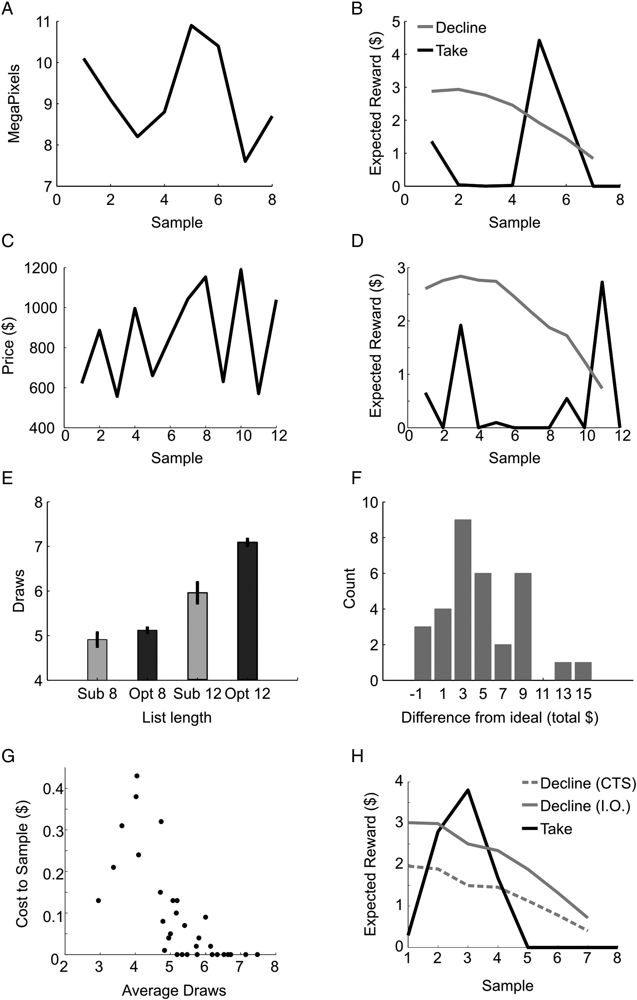 A
11
10
9
8
7
0 2 4 6 8
MegaPixels
Sample
B
5
4
3
2
1
0
0 2 4 6 8
Expected Reward ($)
Decline
Take
Sample
C
1200
1000
800
600
400
0 2 4 6 8 10 12
Price ($)
Sample
D
3
2
1
0
0 2 4 6 8 10 12
Expected Reward ($)
Sample
E
8
7
6
5
4
Draws
Sub 8 Opt 8 Sub 12 Opt 12
List length
F
10
8
6
4
2
0
Count
-1 1 3 5 7 9 11 13 15
Difference from ideal (total $)
G
0.4
0.3
0.2
0.1
0
2 3 4 5 6 7 8
Cost to Sample ($)
Average Draws
H
4
3
2
1
0
1 2 3 4 5 6 7 8
Expected Reward ($)
Decline (CTS)
Decline (I.O.)
Take
Sample